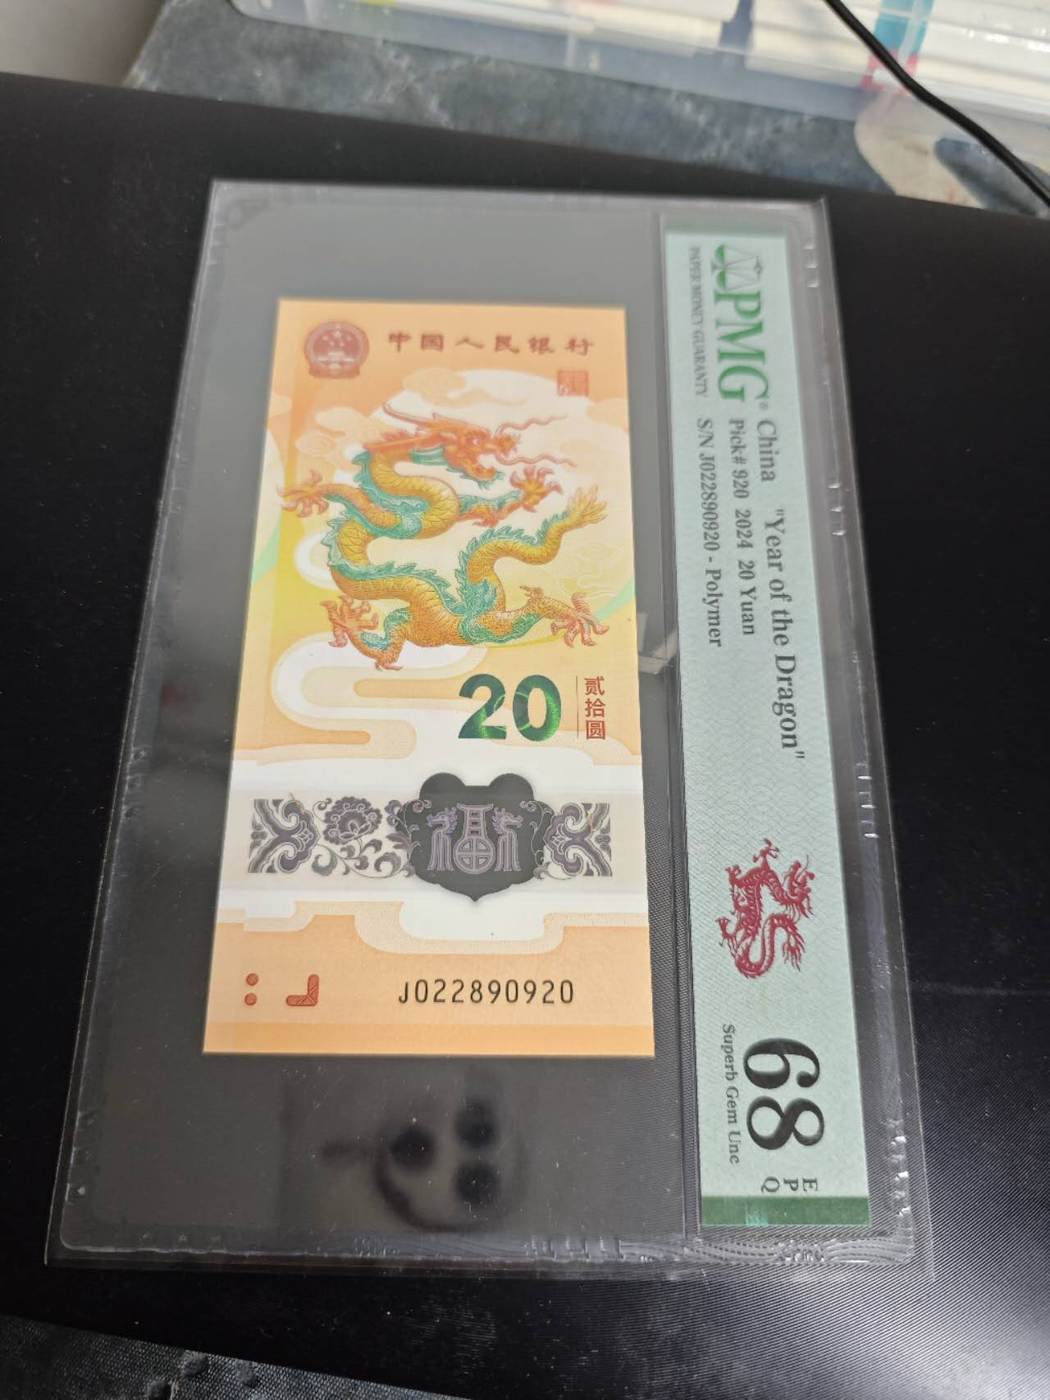 中国人民银行
20
贰拾圆
福
J022890920
PMG®
PAPER MONEY GUARANTY
China "Year of the Dragon"
Pick# 920 2024 20 Yuan
S/N J022890920 - Polymer
68
Superb Gem Unc
E
P
Q